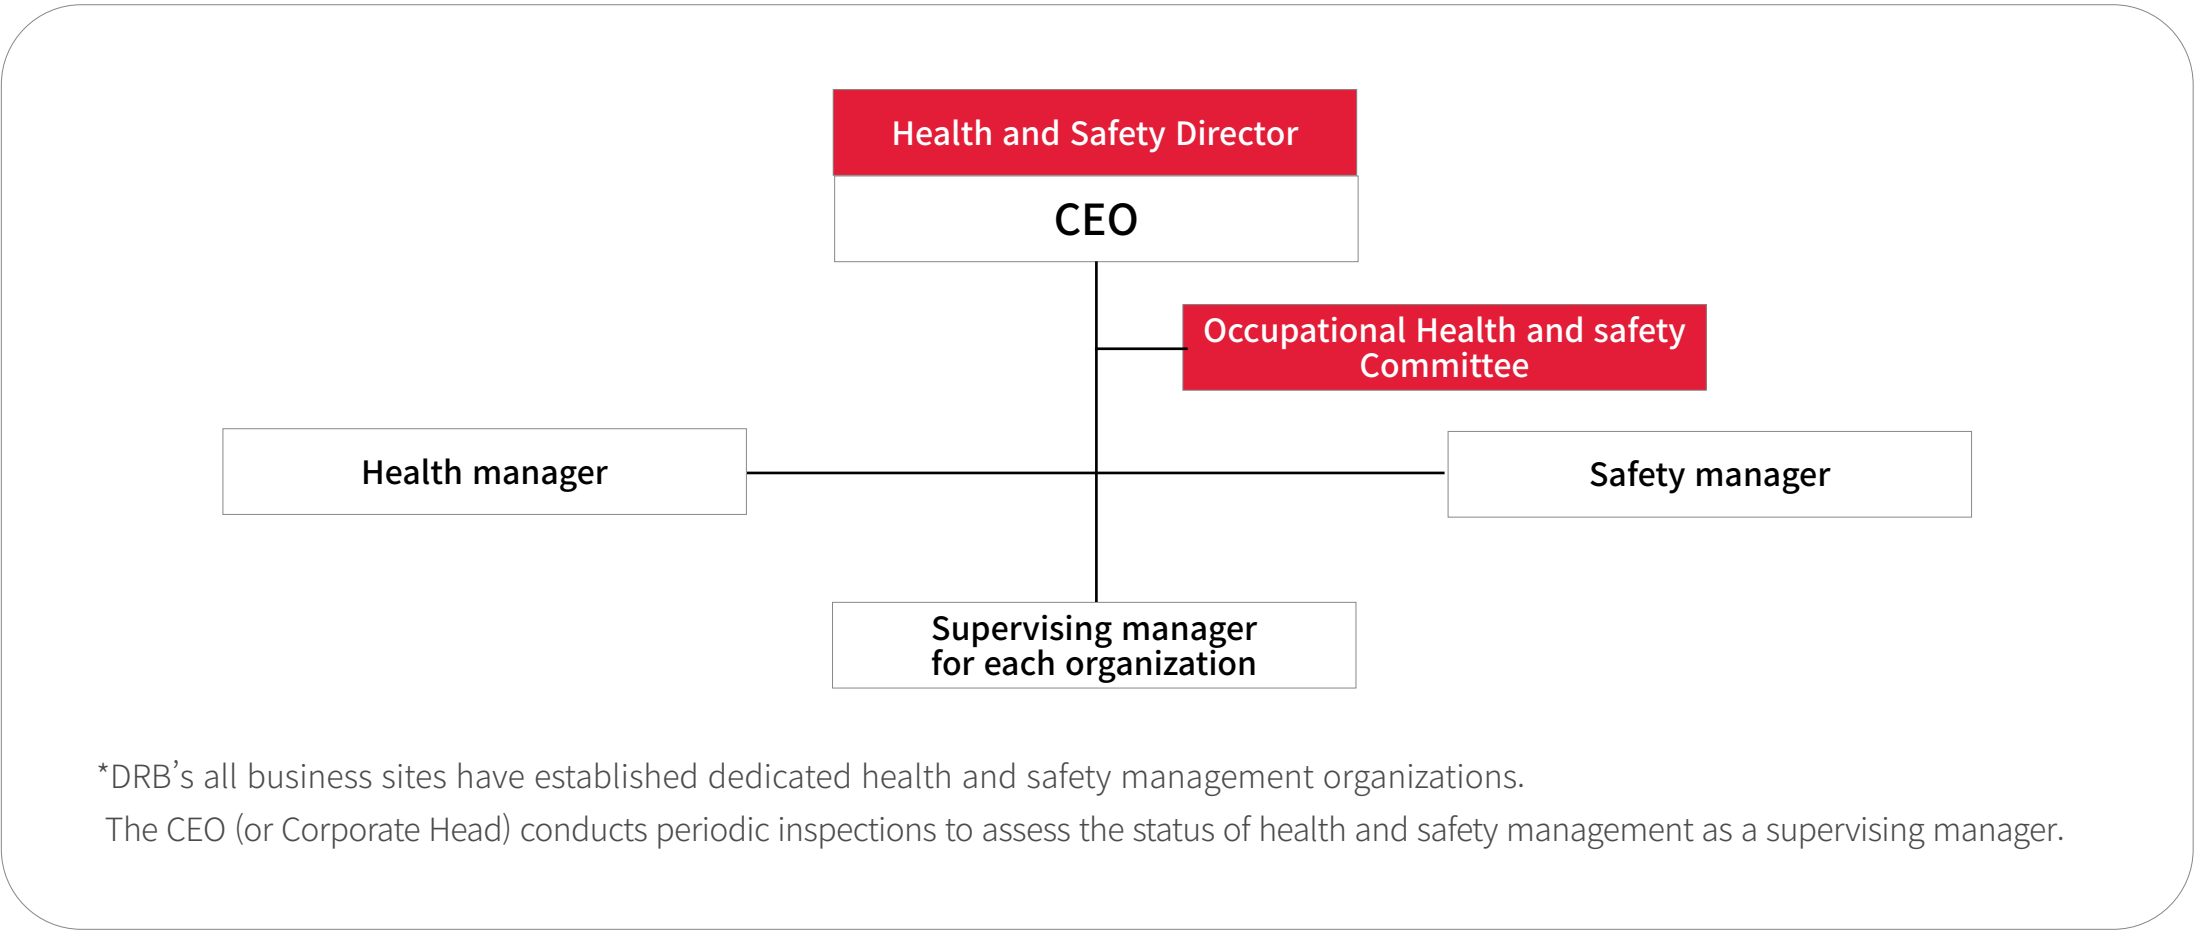 Health and Safety Director
CEO
Occupational Health and safety
Committee
Health manager
Safety manager
Supervising manager
for each organization
*DRB’s all business sites have established dedicated health and safety management organizations.
The CEO (or Corporate Head) conducts periodic inspections to assess the status of health and safety management as a supervising manager.